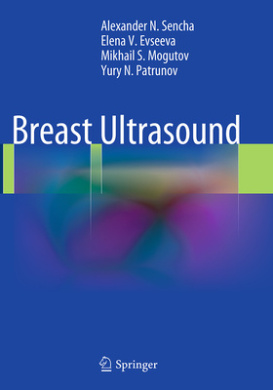 Alexander N. Sencha
Elena V. Evseeva
Mikhail S. Mogutov
Yury N. Patrunov
Breast Ultrasound
Springer